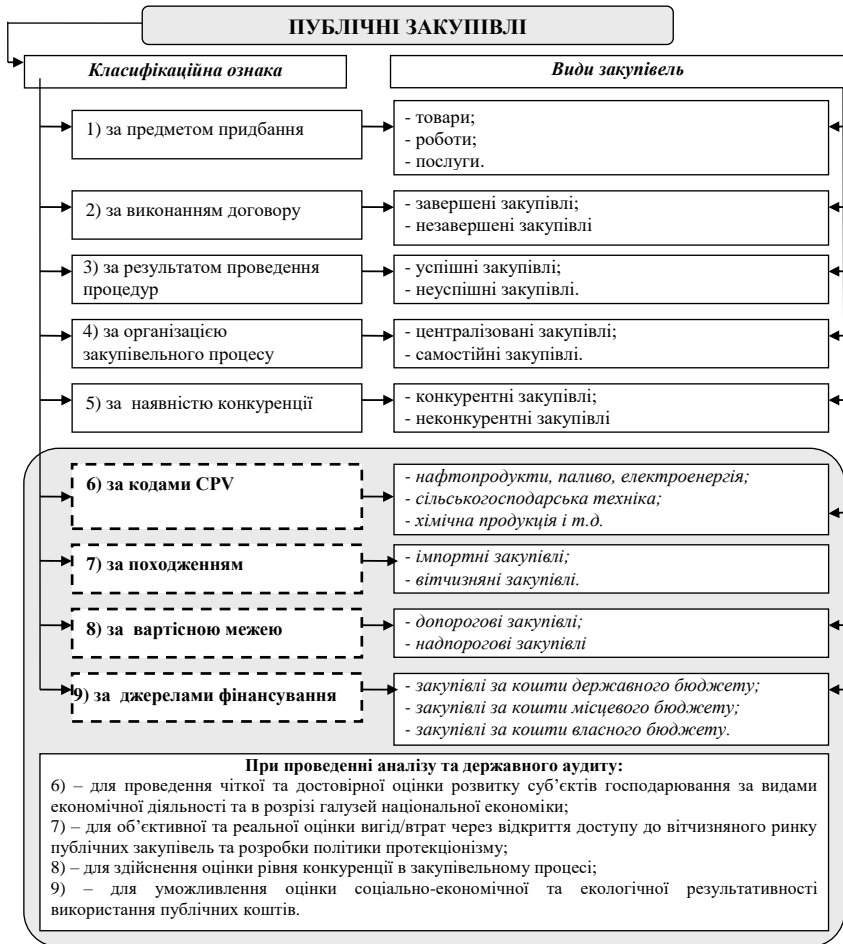 ПУБЛІЧНІ ЗАКУПІВЛІ
Класифікаційна ознака
Види закупівель
1) за предметом придбання
- товари;
- роботи;
- послуги.
2) за виконанням договору
- завершені закупівлі;
- незавершені закупівлі
3) за результатом проведення
процедур
- успішні закупівлі;
- неуспішні закупівлі.
4) за організацією
закупівельного процесу
- централізовані закупівлі;
- самостійні закупівлі.
5) за наявністю конкуренції
- конкурентні закупівлі;
- неконкурентні закупівлі
6) за кодами CPV
- нафтопродукти, паливо, електроенергія;
- сільськогосподарська техніка;
- хімічна продукція і т.д.
7) за походженням
- імпортні закупівлі;
- вітчизняні закупівлі.
8) за вартісною межею
- допорогові закупівлі;
- надпорогові закупівлі
9) за джерелами фінансування
- закупівлі за кошти державного бюджету;
- закупівлі за кошти місцевого бюджету;
- закупівлі за кошти власного бюджету.
При проведенні аналізу та державного аудиту:
6) – для проведення чіткої та достовірної оцінки розвитку суб’єктів господарювання за видами
економічної діяльності та в розрізі галузей національної економіки;
7) – для об’єктивної та реальної оцінки вигід/втрат через відкриття доступу до вітчизняного ринку
публічних закупівель та розробки політики протекціонізму;
8) – для здійснення оцінки рівня конкуренції в закупівельному процесі;
9) – для уможливлення оцінки соціально-економічної та екологічної результативності
використання публічних коштів.